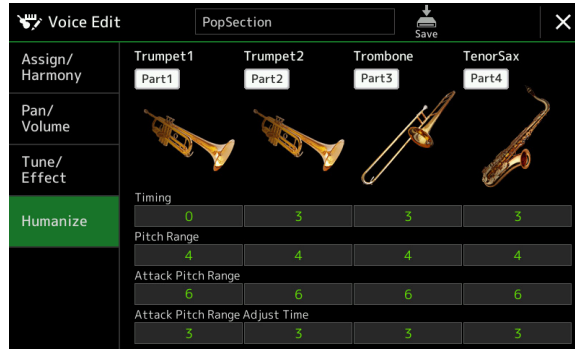 Voice Edit
PopSection
Save
Assign/
Harmony
Pan/
Volume
Tune/
Effect
Humanize
Trumpet1 Trumpet2 Trombone TenorSax
Part1 Part2 Part3 Part4
Timing
0 3 3 3
Pitch Range
4 4 4 4
Attack Pitch Range
6 6 6 6
Attack Pitch Range Adjust Time
3 3 3 3